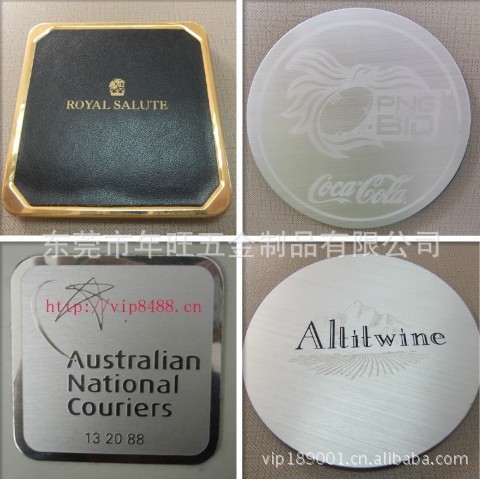 ROYAL SALUTE
PNG
BID
Coca-Cola
东莞市年旺五金制品有限公司
http://vip8488.cn
Australian
National
Couriers
13 20 88
Altitwine
vip189001.cn.alibaba.com